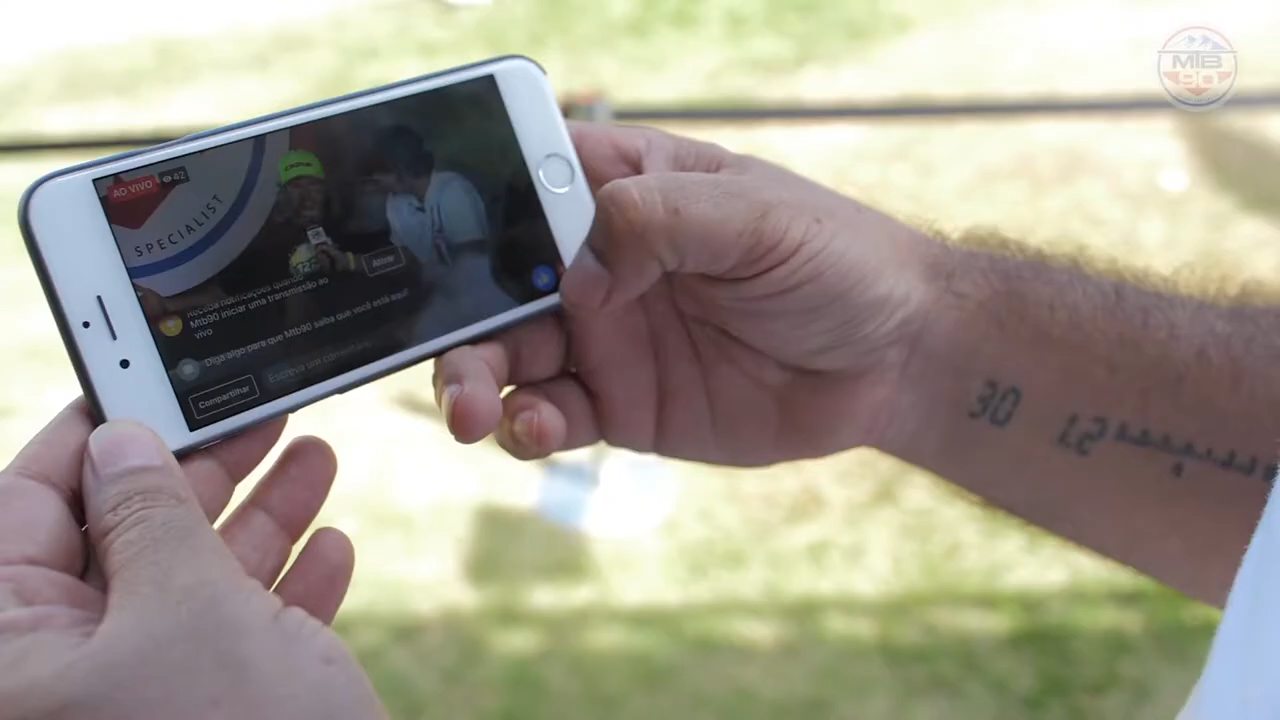 MTB
90
AO VIVO 42
SPECIALIST
Ativar
Receba notificações quando
Mtb90 iniciar uma transmissão ao
vivo
Diga algo para que Mtb90 saiba que você está aqui
Escreva um comentário
Compartilhar
30